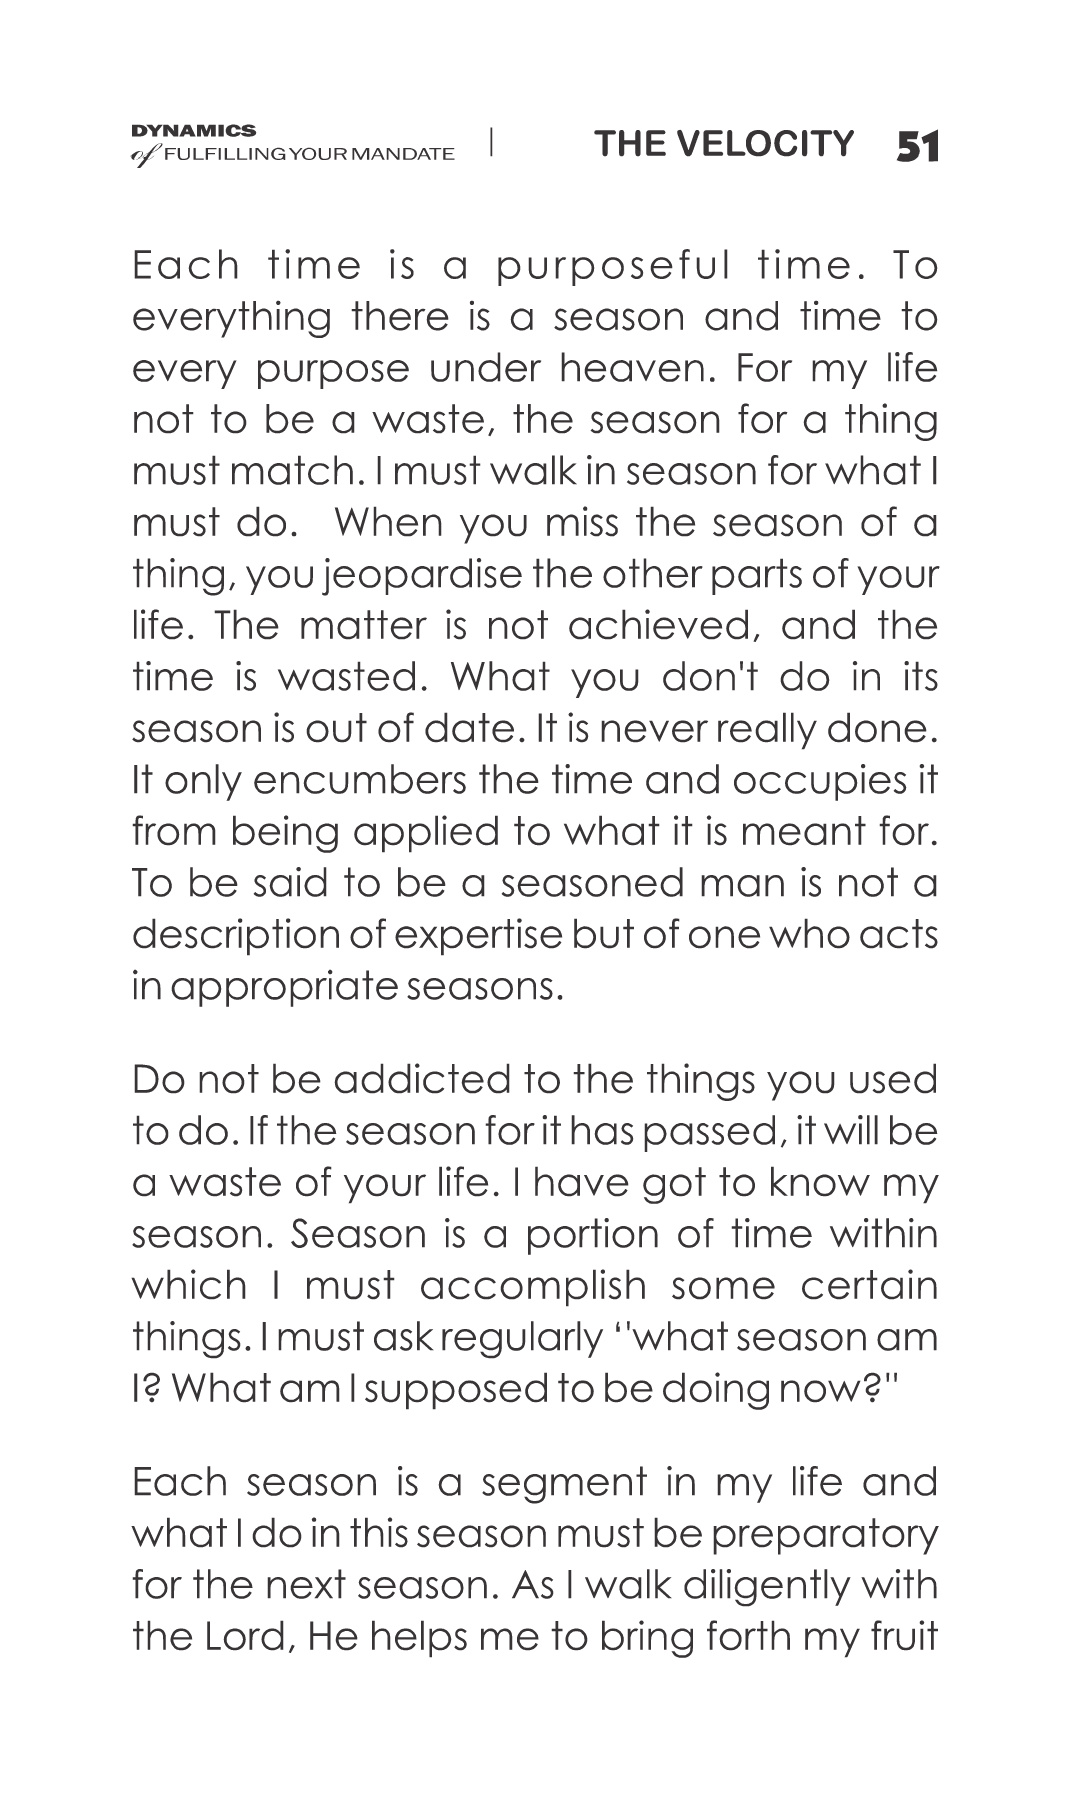 DYNAMICS
of FULFILLING YOUR MANDATE
THE VELOCITY 51
Each time is a purposeful time. To
everything there is a season and time to
every purpose under heaven. For my life
not to be a waste, the season for a thing
must match. I must walk in season for what I
must do. When you miss the season of a
thing, you jeopardise the other parts of your
life. The matter is not achieved, and the
time is wasted. What you don't do in its
season is out of date. It is never really done.
It only encumbers the time and occupies it
from being applied to what it is meant for.
To be said to be a seasoned man is not a
description of expertise but of one who acts
in appropriate seasons.
Do not be addicted to the things you used
to do. If the season for it has passed, it will be
a waste of your life. I have got to know my
season. Season is a portion of time within
which I must accomplish some certain
things. I must ask regularly ‘"what season am
I? What am I supposed to be doing now?"
Each season is a segment in my life and
what I do in this season must be preparatory
for the next season. As I walk diligently with
the Lord, He helps me to bring forth my fruit